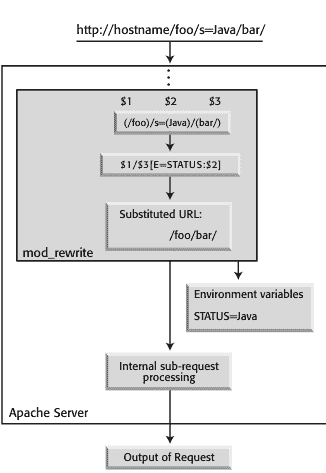 http://hostname/foo/s=Java/bar/
$1 $2 $3
(/foo)/s=(Java)/(bar/)
$1/$3[E=STATUS:$2]
Substituted URL:
/foo/bar/
mod_rewrite
Environment variables
STATUS=Java
Internal sub-request
processing
Apache Server
Output of Request